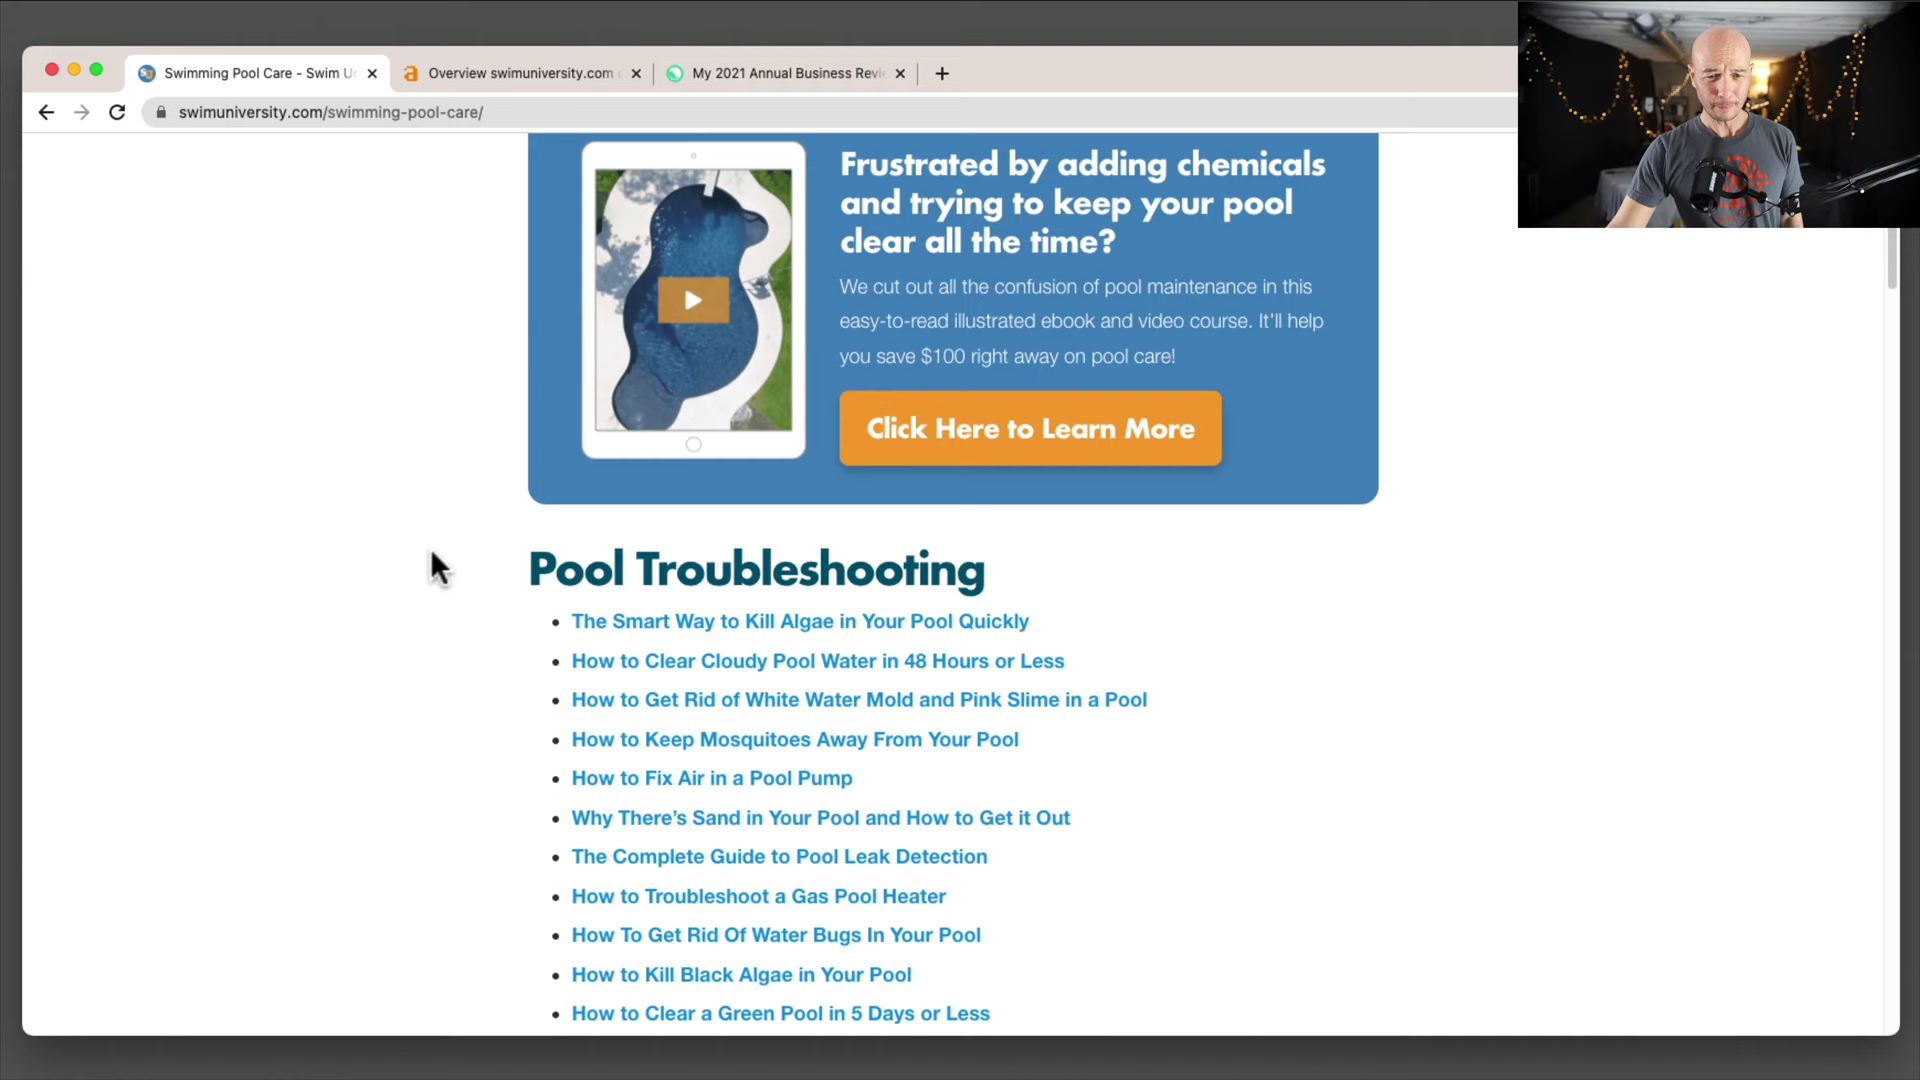 Swimming Pool Care - Swim U
Overview swimuniversity.com
My 2021 Annual Business Revi
swimuniversity.com/swimming-pool-care/
Frustrated by adding chemicals
and trying to keep your pool
clear all the time?
We cut out all the confusion of pool maintenance in this
easy-to-read illustrated ebook and video course. It'll help
you save $100 right away on pool care!
Click Here to Learn More
Pool Troubleshooting
• The Smart Way to Kill Algae in Your Pool Quickly
• How to Clear Cloudy Pool Water in 48 Hours or Less
• How to Get Rid of White Water Mold and Pink Slime in a Pool
• How to Keep Mosquitoes Away From Your Pool
• How to Fix Air in a Pool Pump
• Why There’s Sand in Your Pool and How to Get it Out
• The Complete Guide to Pool Leak Detection
• How to Troubleshoot a Gas Pool Heater
• How To Get Rid Of Water Bugs In Your Pool
• How to Kill Black Algae in Your Pool
• How to Clear a Green Pool in 5 Days or Less